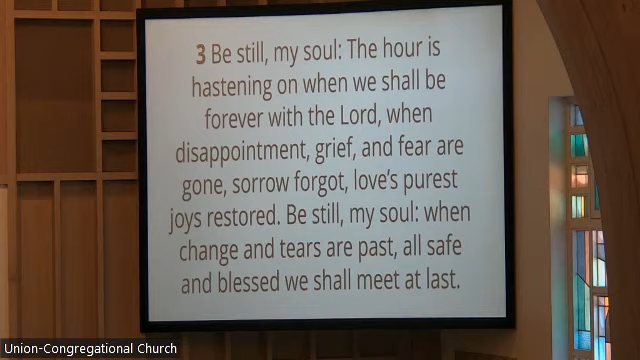 3 Be still, my soul: The hour is
hastening on when we shall be
forever with the Lord, when
disappointment, grief, and fear are
gone, sorrow forgot, love's purest
joys restored. Be still, my soul: when
change and tears are past, all safe
and blessed we shall meet at last.
Union-Congregational Church